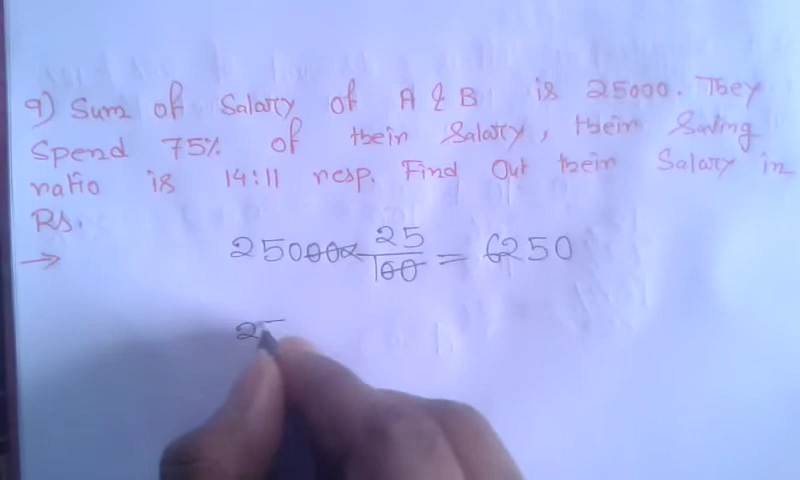 9) Sum of Salary of A & B is 25000. They
Spend 75% of their Salary, their Saving
ratio is 14:11 resp. Find Out their Salary in
Rs.
→ 25000 × 25/100 = 6250
25